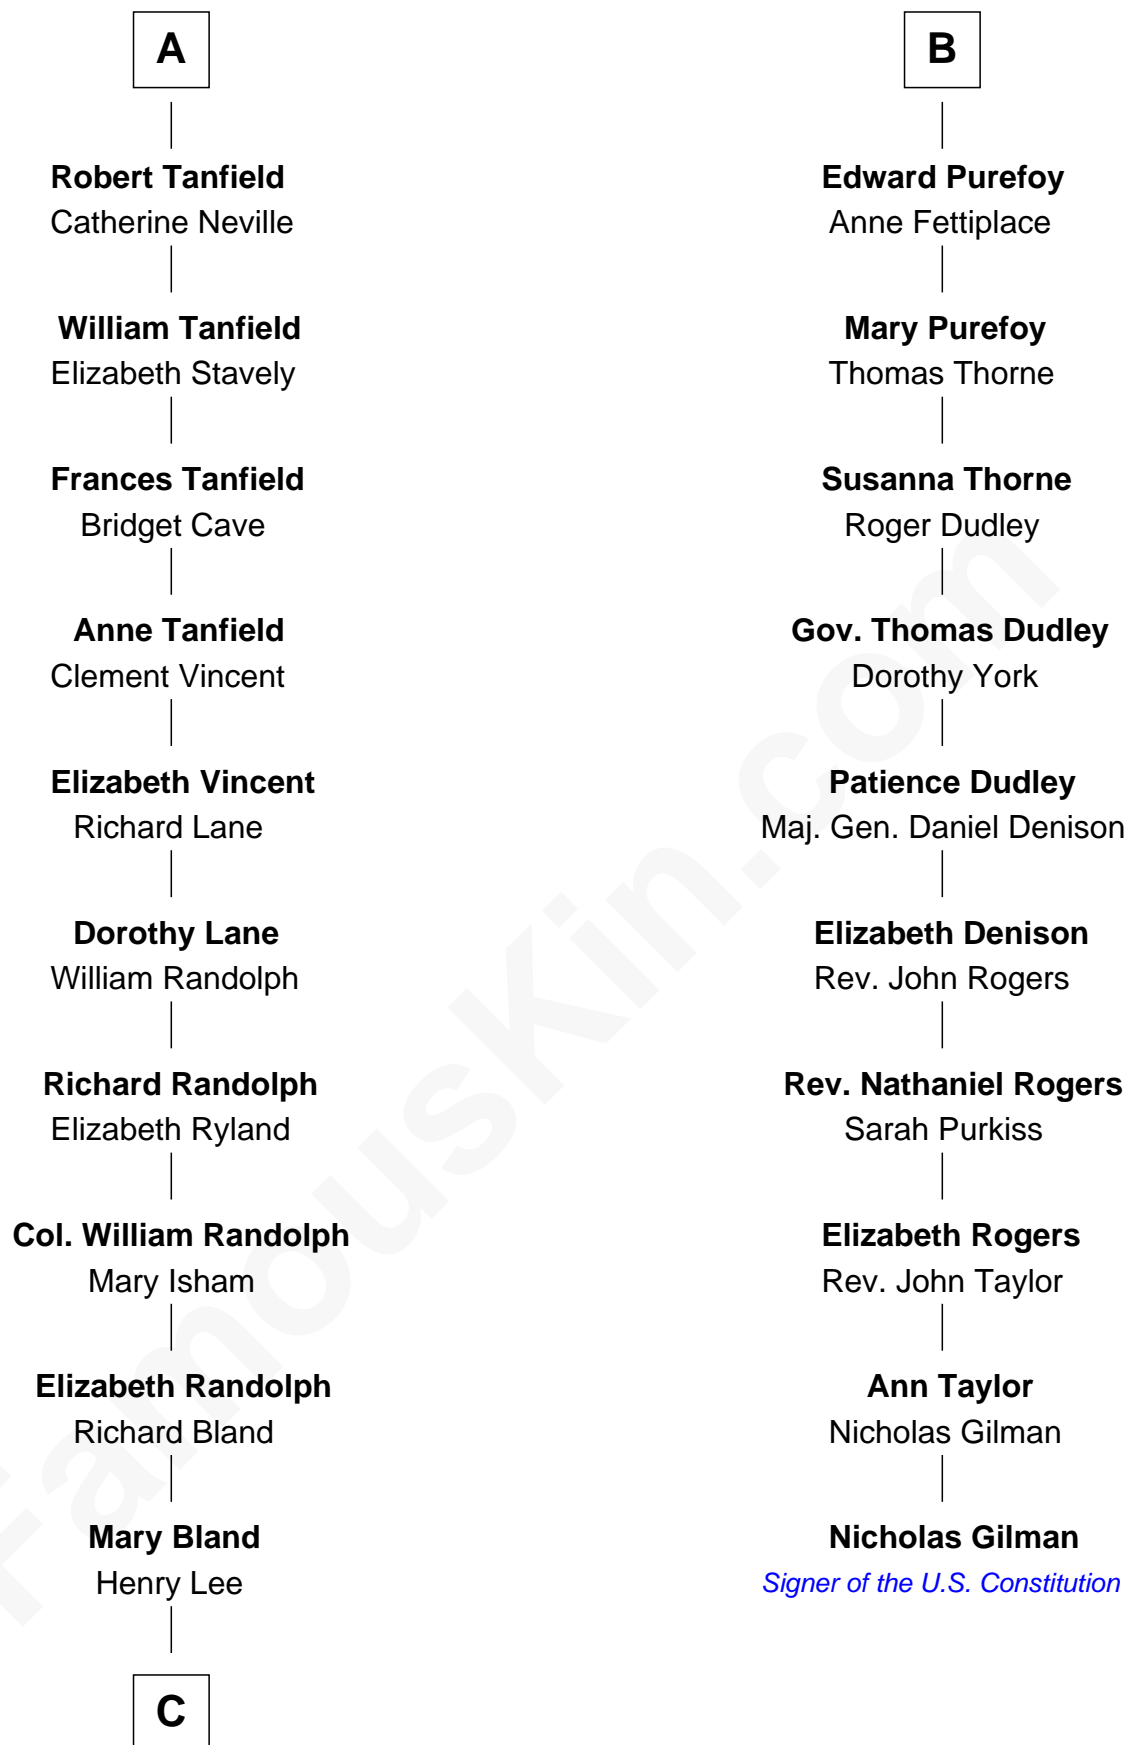 A
Robert Tanfield
Catherine Neville
William Tanfield
Elizabeth Stavely
Frances Tanfield
Bridget Cave
Anne Tanfield
Clement Vincent
Elizabeth Vincent
Richard Lane
Dorothy Lane
William Randolph
Richard Randolph
Elizabeth Ryland
Col. William Randolph
Mary Isham
Elizabeth Randolph
Richard Bland
Mary Bland
Henry Lee
C
B
Edward Purefoy
Anne Fettiplace
Mary Purefoy
Thomas Thorne
Susanna Thorne
Roger Dudley
Gov. Thomas Dudley
Dorothy York
Patience Dudley
Maj. Gen. Daniel Denison
Elizabeth Denison
Rev. John Rogers
Rev. Nathaniel Rogers
Sarah Purkiss
Elizabeth Rogers
Rev. John Taylor
Ann Taylor
Nicholas Gilman
Nicholas Gilman
Signer of the U.S. Constitution
FamousKin.com